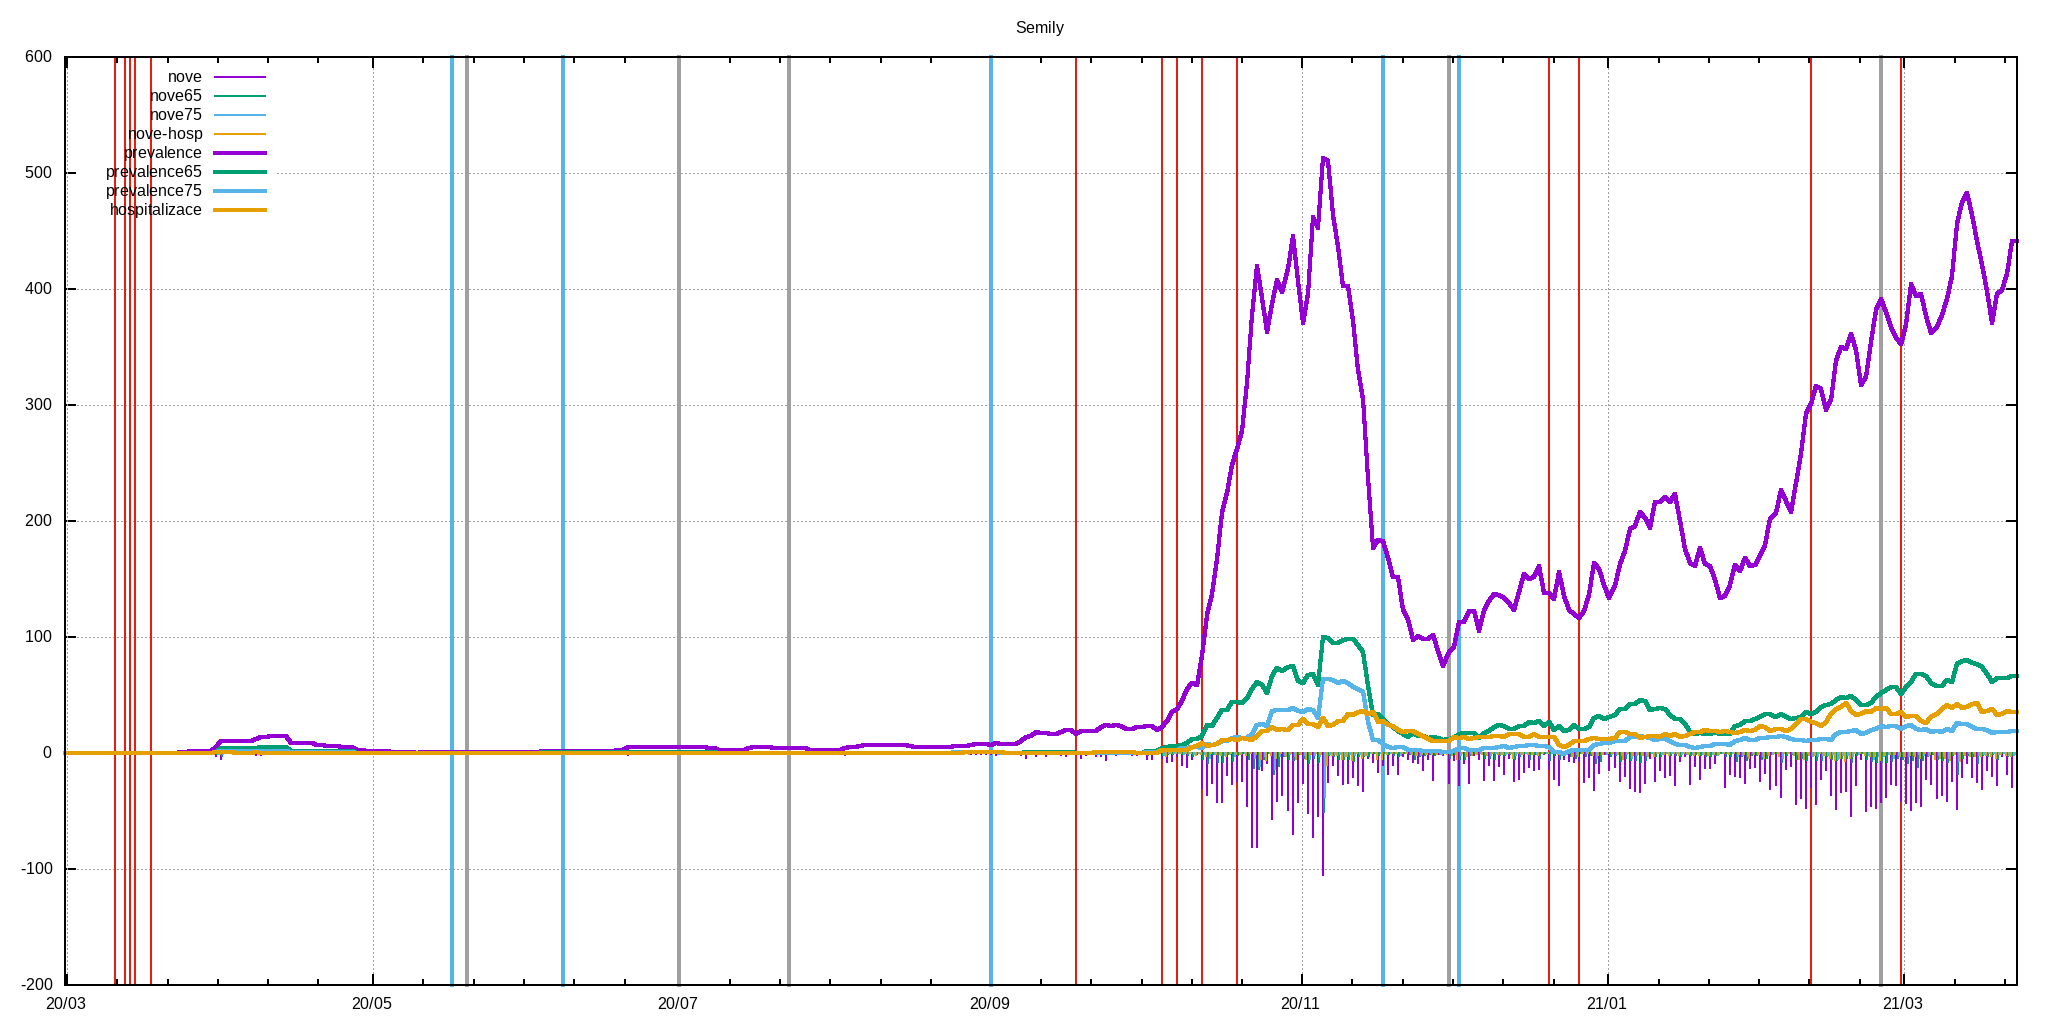 Semily
600
500
400
300
200
100
0
-100
-200
nove
nove65
nove75
nove-hosp
prevalence
prevalence65
prevalence75
hospitalizace
20/03 20/05 20/07 20/09 20/11 21/01 21/03